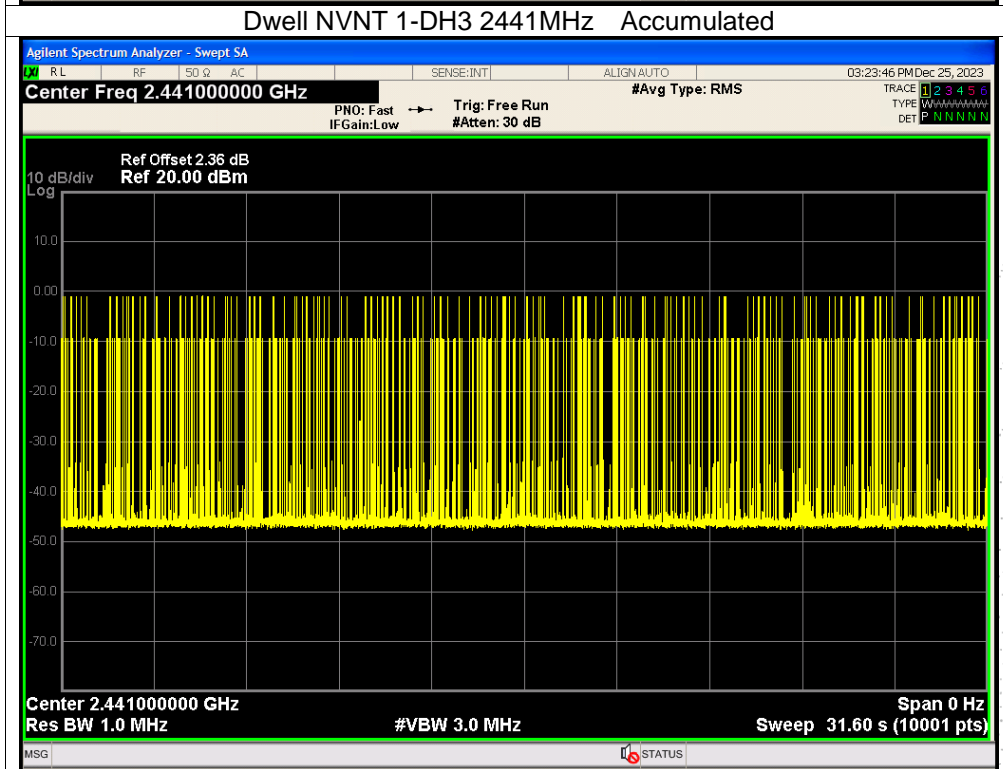 Dwell NVNT 1-DH3 2441MHz Accumulated
Agilent Spectrum Analyzer - Swept SA
LXI RL RF 50 Ω AC SENSE:INT ALIGN AUTO 03:23:46 PM Dec 25, 2023
Center Freq 2.441000000 GHz #Avg Type: RMS TRACE 1 2 3 4 5 6
PNO: Fast Trig: Free Run TYPE W
IFGain:Low #Atten: 30 dB DET P N N N N N
Ref Offset 2.36 dB
10 dB/div Ref 20.00 dBm
Log
10.0
0.00
-10.0
-20.0
-30.0
-40.0
-50.0
-60.0
-70.0
Center 2.441000000 GHz Span 0 Hz
Res BW 1.0 MHz #VBW 3.0 MHz Sweep 31.60 s (10001 pts)
MSG STATUS